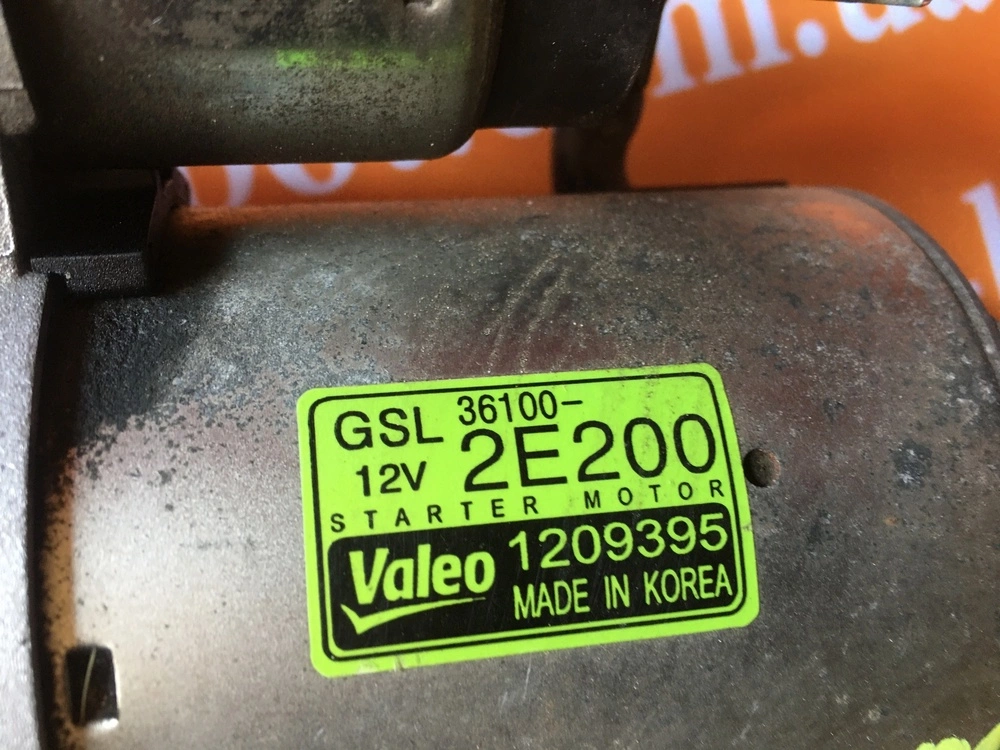 GSL 36100-
12V 2E200
STARTER MOTOR
Valeo 1209395
MADE IN KOREA